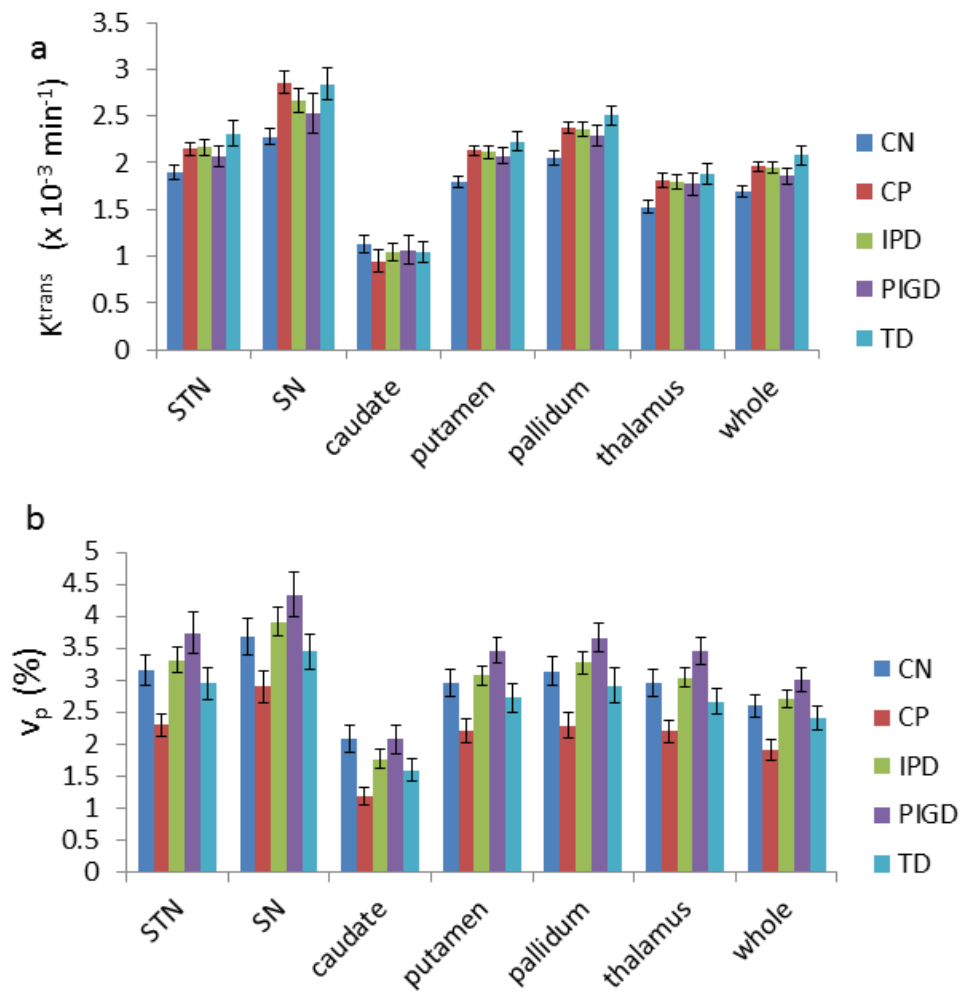 a
K^trans (x 10^-3 min^-1)
3.5
3
2.5
2
1.5
1
0.5
0
STN
SN
caudate
putamen
pallidum
thalamus
whole
CN
CP
IPD
PIGD
TD
b
v_p (%)
5
4.5
4
3.5
3
2.5
2
1.5
1
0.5
0
STN
SN
caudate
putamen
pallidum
thalamus
whole
CN
CP
IPD
PIGD
TD